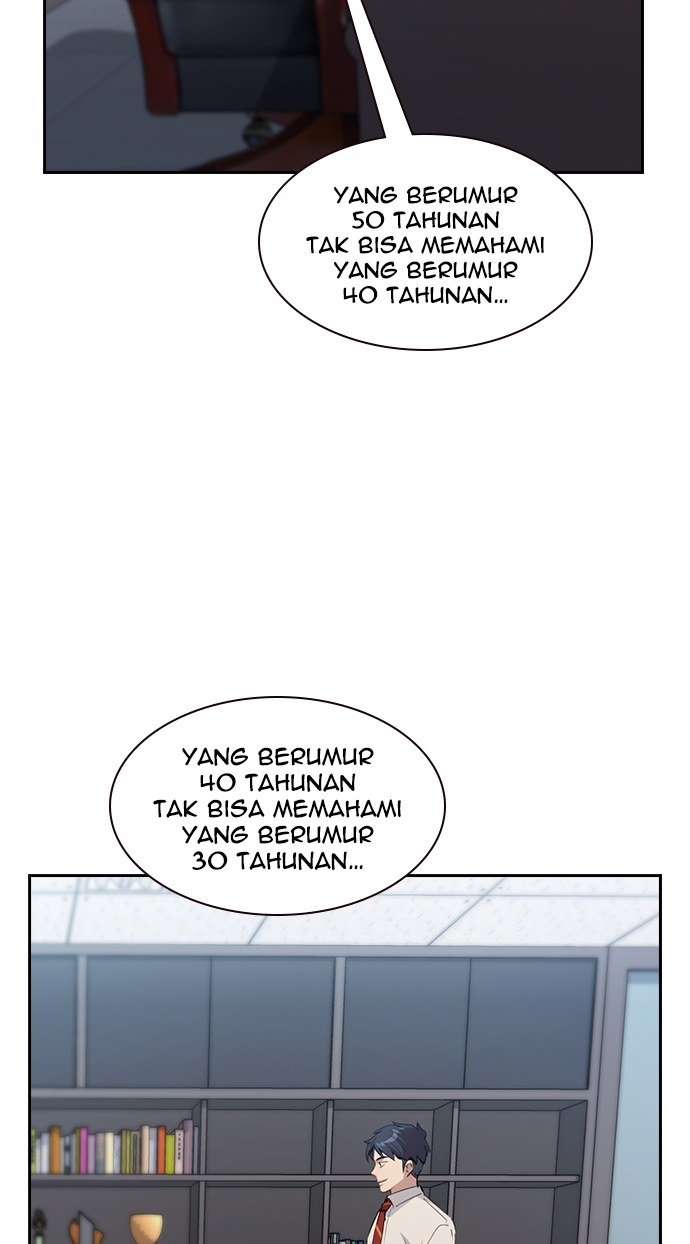 YANG BERUMUR
50 TAHUNAN
TAK BISA MEMAHAMI
YANG BERUMUR
40 TAHUNAN...
YANG BERUMUR
40 TAHUNAN
TAK BISA MEMAHAMI
YANG BERUMUR
30 TAHUNAN...